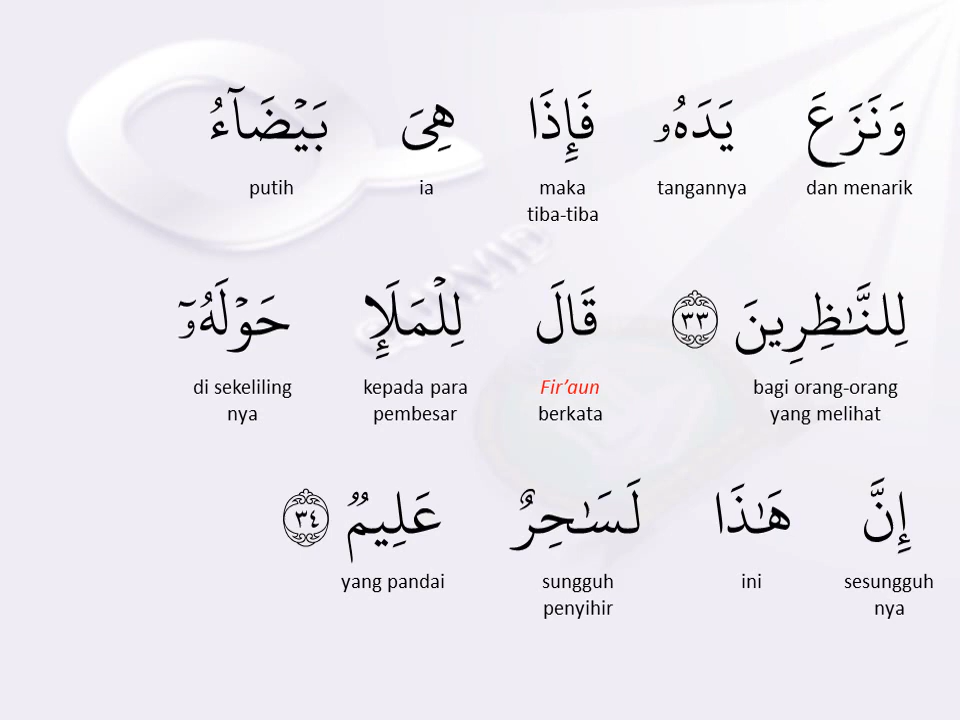 وَنَزَعَ يَدَهُۥ فَإِذَا هِىَ بَيْضَآءُ
dan menarik tangannya maka ia putih
tiba-tiba
لِلنَّـٰظِرِينَ ٣٣ قَالَ لِلْمَلَإِ حَوْلَهُۥٓ
bagi orang-orang Fir’aun kepada para di sekeliling
yang melihat berkata pembesar nya
إِنَّ هَـٰذَا لَسَـٰحِرٌ عَلِيمٌ ٣٤
sesungguh ini sungguh yang pandai
nya penyihir